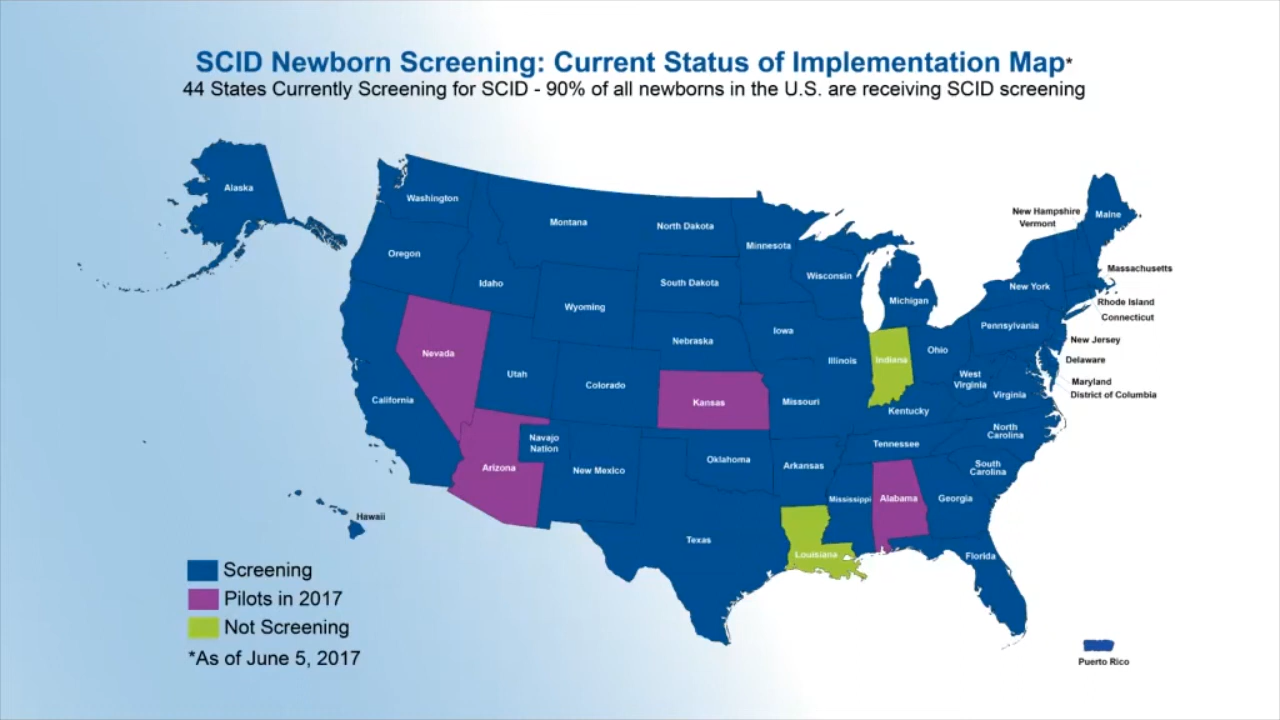 SCID Newborn Screening: Current Status of Implementation Map*
44 States Currently Screening for SCID - 90% of all newborns in the U.S. are receiving SCID screening
Alaska
Washington
Montana
North Dakota
Minnesota
New Hampshire
Vermont
Maine
Oregon
Idaho
South Dakota
Wisconsin
Michigan
New York
Massachusetts
Rhode Island
Connecticut
Wyoming
Nebraska
Iowa
Pennsylvania
New Jersey
Nevada
Utah
Colorado
Illinois
Indiana
Ohio
Delaware
West
Virginia
Virginia
Maryland
District of Columbia
California
Kansas
Missouri
Kentucky
Navajo
Nation
Arizona
New Mexico
Oklahoma
Arkansas
Tennessee
North
Carolina
South
Carolina
Mississippi
Alabama
Georgia
Hawaii
Texas
Louisiana
Florida
Puerto Rico
Screening
Pilots in 2017
Not Screening
*As of June 5, 2017